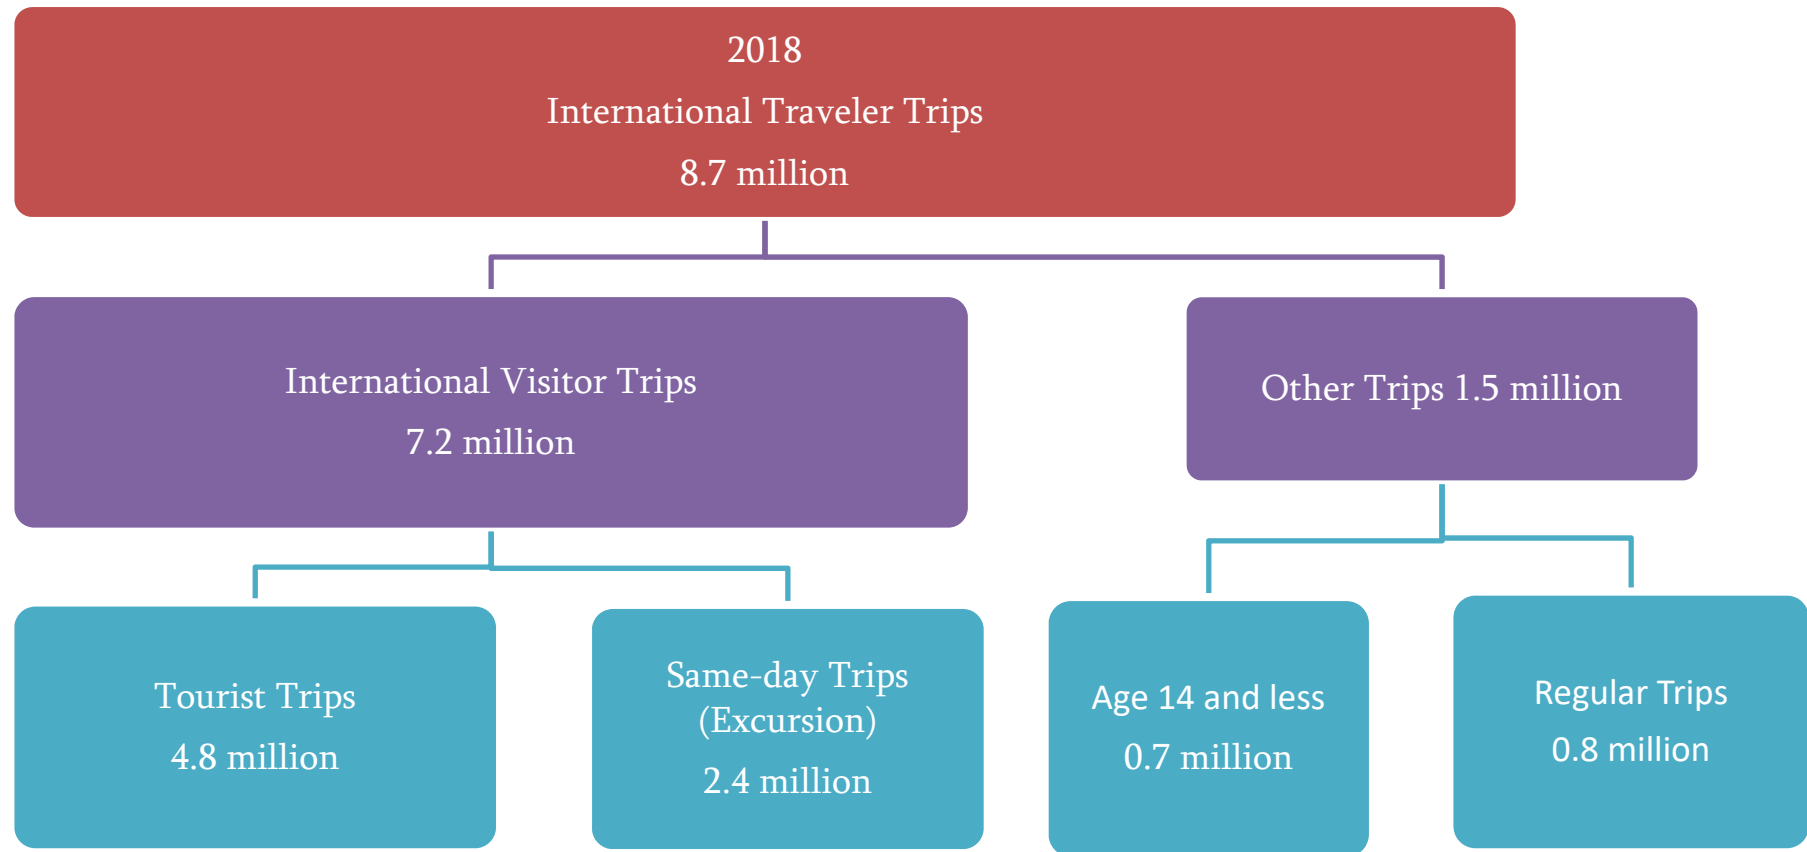 2018
International Traveler Trips
8.7 million
International Visitor Trips
7.2 million
Other Trips 1.5 million
Tourist Trips
4.8 million
Same-day Trips
(Excursion)
2.4 million
Age 14 and less
0.7 million
Regular Trips
0.8 million